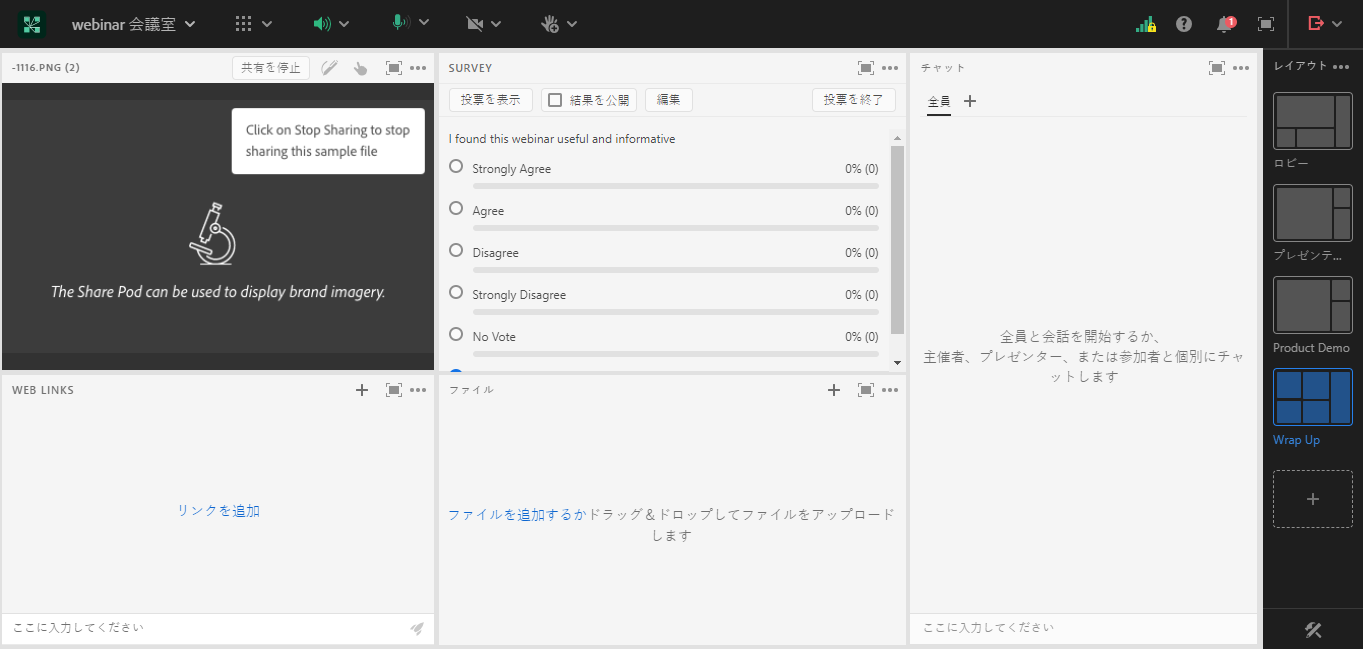 webinar 会議室
1
-1116.PNG (2)
共有を停止
Click on Stop Sharing to stop
sharing this sample file
The Share Pod can be used to display brand imagery.
SURVEY
投票を表示
結果を公開
編集
投票を終了
I found this webinar useful and informative
Strongly Agree 0% (0)
Agree 0% (0)
Disagree 0% (0)
Strongly Disagree 0% (0)
No Vote 0% (0)
チャット
全員
全員と会話を開始するか、
主催者、プレゼンター、または参加者と個別にチャ
ットします
ここに入力してください
WEB LINKS
リンクを追加
ここに入力してください
ファイル
ファイルを追加するかドラッグ＆ドロップしてファイルをアップロード
します
レイアウト
ロビー
プレゼンテ...
Product Demo
Wrap Up